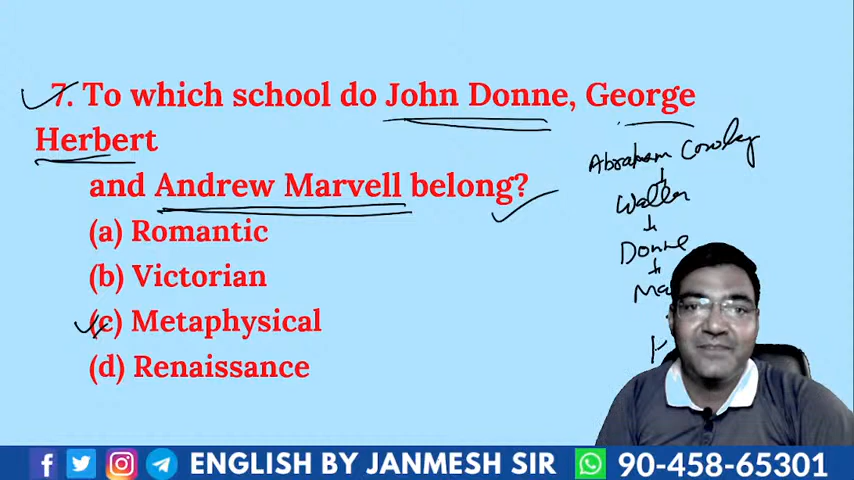 7. To which school do John Donne, George
Herbert
and Andrew Marvell belong?
(a) Romantic
(b) Victorian
(c) Metaphysical
(d) Renaissance
Abraham Cowley
Waller
Donne
ENGLISH BY JANMESH SIR
90-458-65301